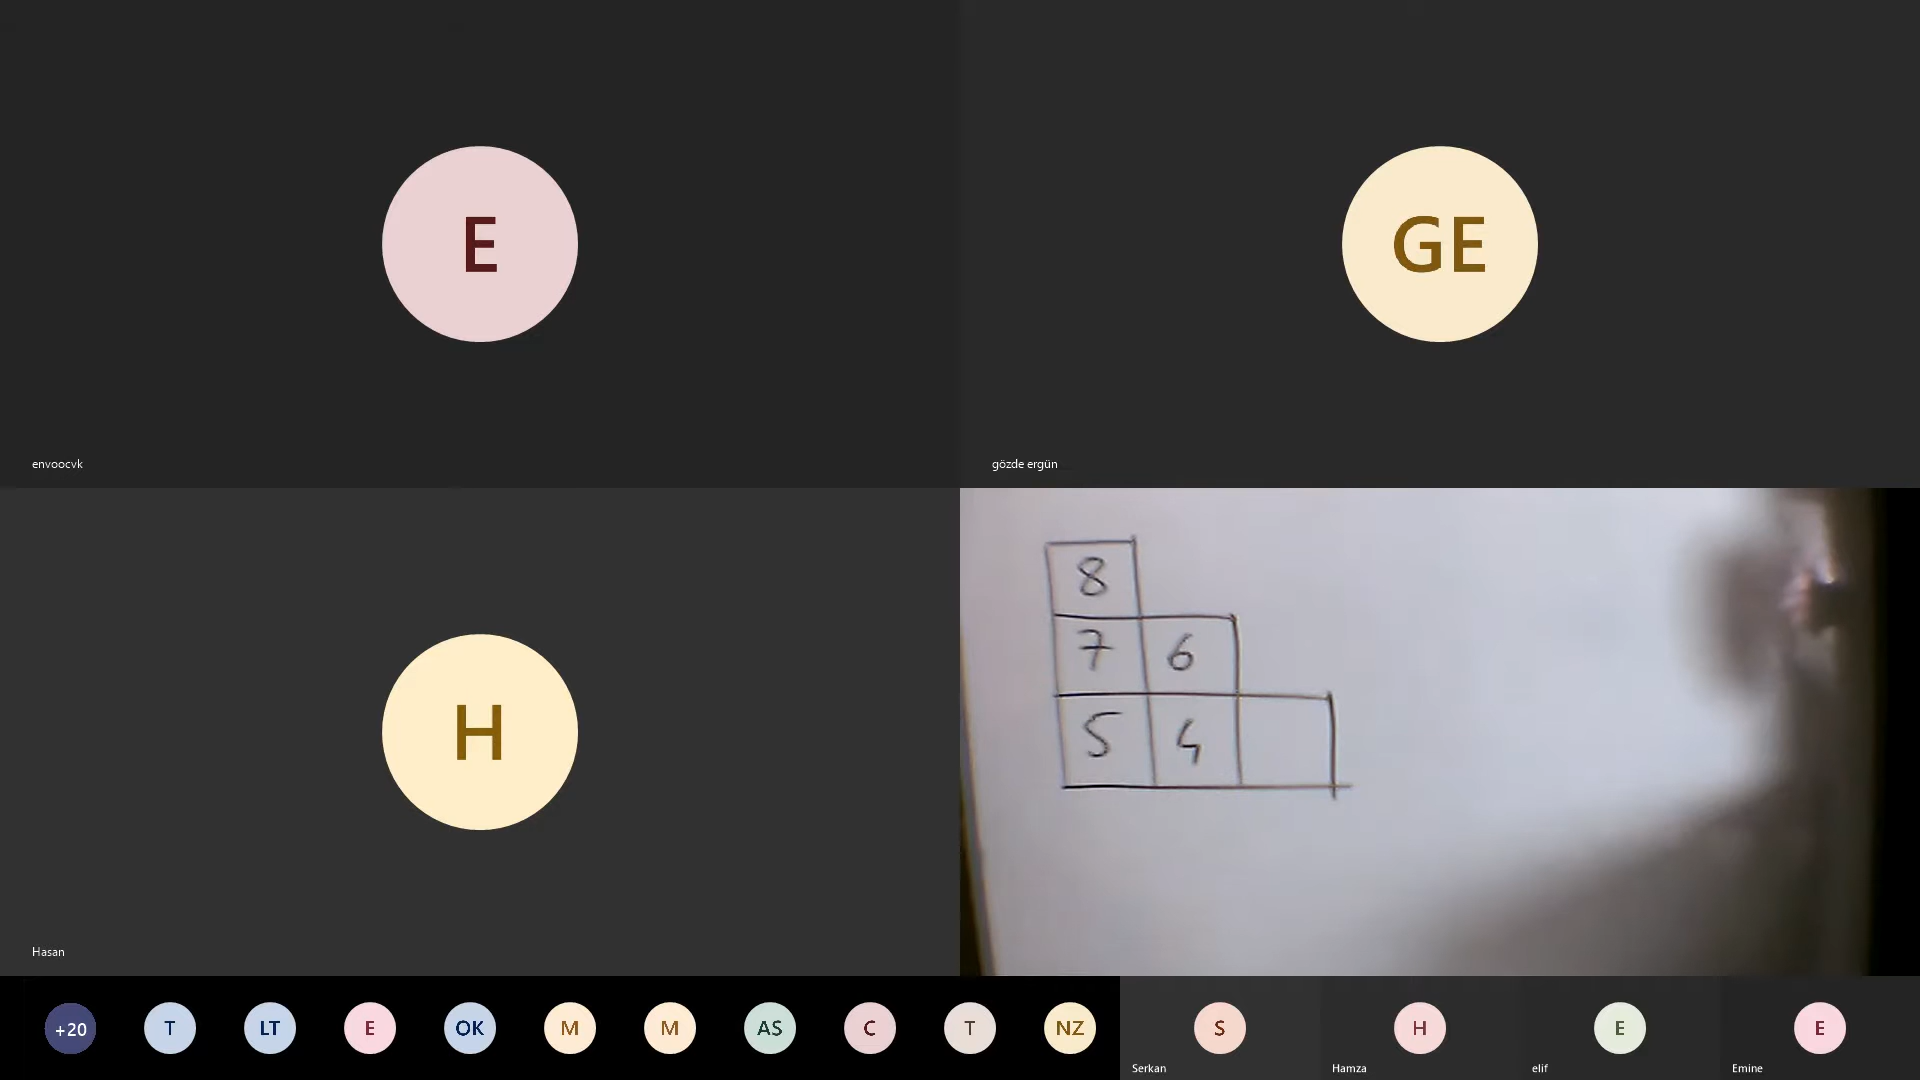 E
GE
envoocvk
gözde ergün
8
7 6
5 4
H
Hasan
+20 T LT E OK M M AS C T NZ S H E E
Serkan Hamza elif Emine